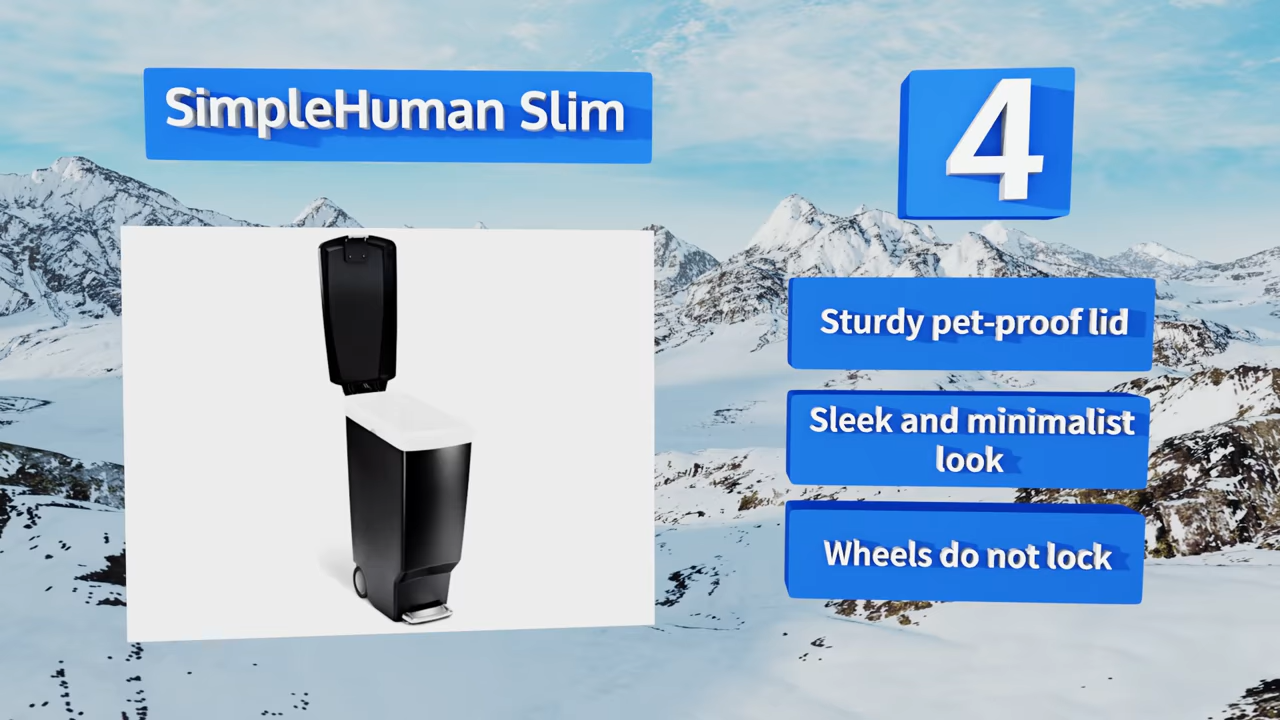 SimpleHuman Slim
4
Sturdy pet-proof lid
Sleek and minimalist
look
Wheels do not lock